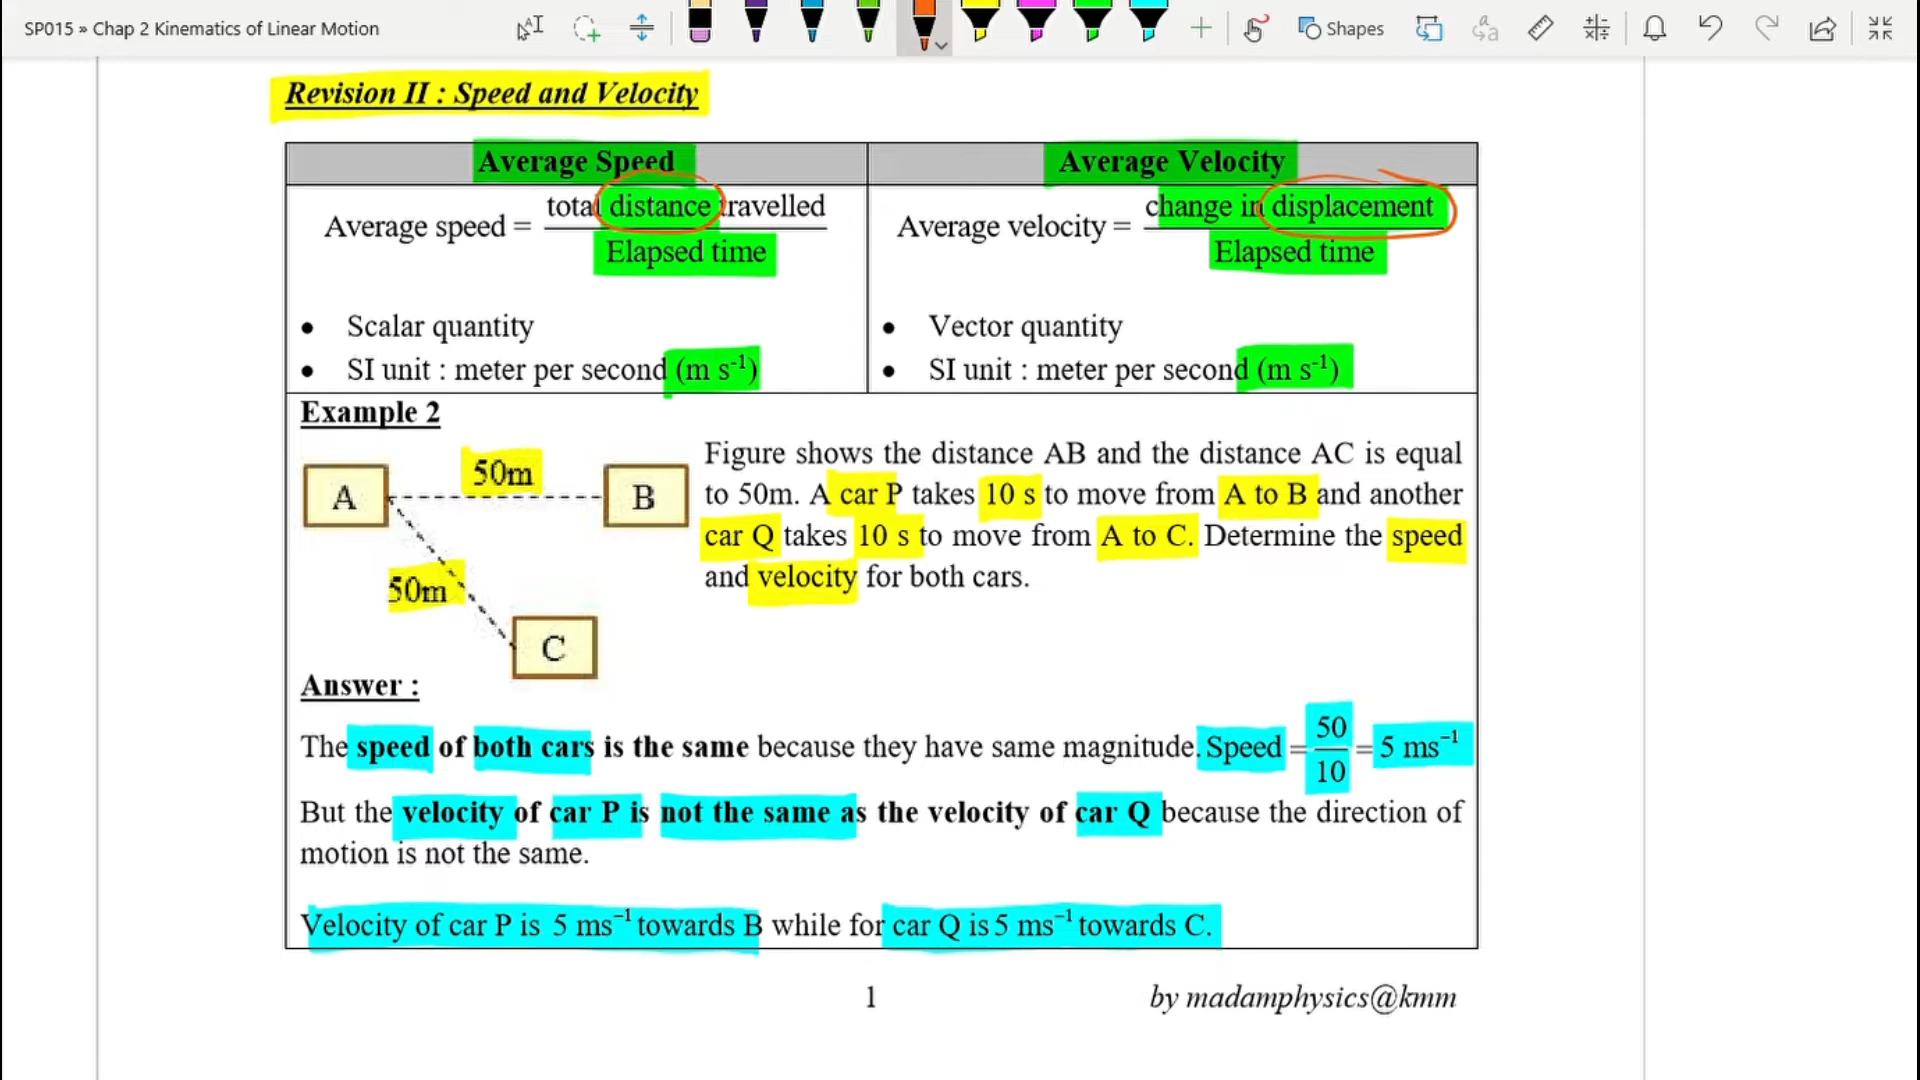 SP015 » Chap 2 Kinematics of Linear Motion
Shapes
Revision II : Speed and Velocity
Average Speed
Average Velocity
Average speed = total distance travelled
Elapsed time
Average velocity = change in displacement
Elapsed time
• Scalar quantity
• SI unit : meter per second (m s⁻¹)
• Vector quantity
• SI unit : meter per second (m s⁻¹)
Example 2
A
50m
B
50m
C
Figure shows the distance AB and the distance AC is equal
to 50m. A car P takes 10 s to move from A to B and another
car Q takes 10 s to move from A to C. Determine the speed
and velocity for both cars.
Answer :
The speed of both cars is the same because they have same magnitude. Speed = 50/10 = 5 ms⁻¹
But the velocity of car P is not the same as the velocity of car Q because the direction of
motion is not the same.
Velocity of car P is 5 ms⁻¹ towards B while for car Q is 5 ms⁻¹ towards C.
1
by madamphysics@kmm